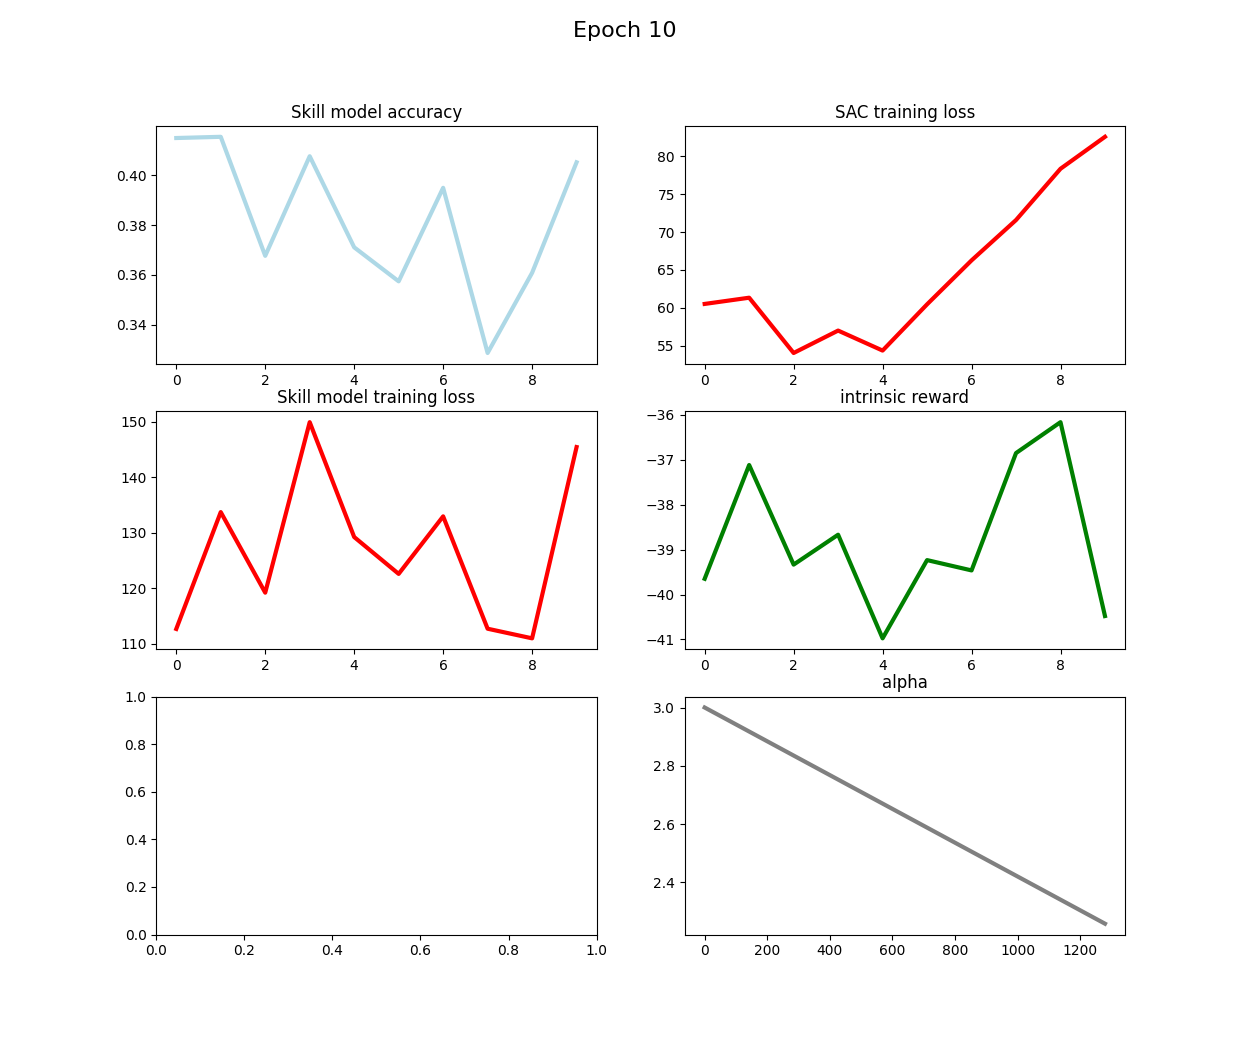 Epoch 10
Skill model accuracy
0.40
0.38
0.36
0.34
0 2 4 6 8
SAC training loss
80
75
70
65
60
55
0 2 4 6 8
Skill model training loss
150
140
130
120
110
0 2 4 6 8
intrinsic reward
−36
−37
−38
−39
−40
−41
0 2 4 6 8
1.0
0.8
0.6
0.4
0.2
0.0
0.0 0.2 0.4 0.6 0.8 1.0
alpha
3.0
2.8
2.6
2.4
0 200 400 600 800 1000 1200